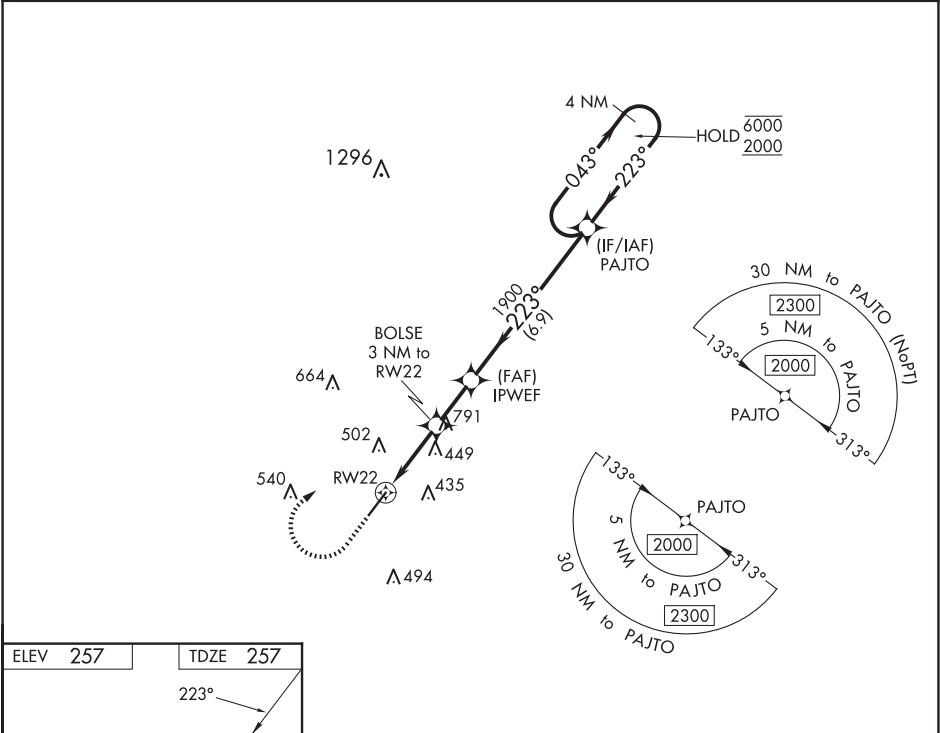 4 NM
HOLD 6000
2000
1296
043°
223°
(IF/IAF)
PAJTO
1900
223°
(6.9)
BOLSE
3 NM to
RW22
(FAF)
IPWEF
664
791
502
449
540
RW22
435
494
30 NM to PAJTO (NoPT)
2300
5 NM to PAJTO
133°
2000
PAJTO
313°
133°
PAJTO
5 NM to PAJTO
2000
313°
30 NM to PAJTO
2300
ELEV 257
TDZE 257
223°